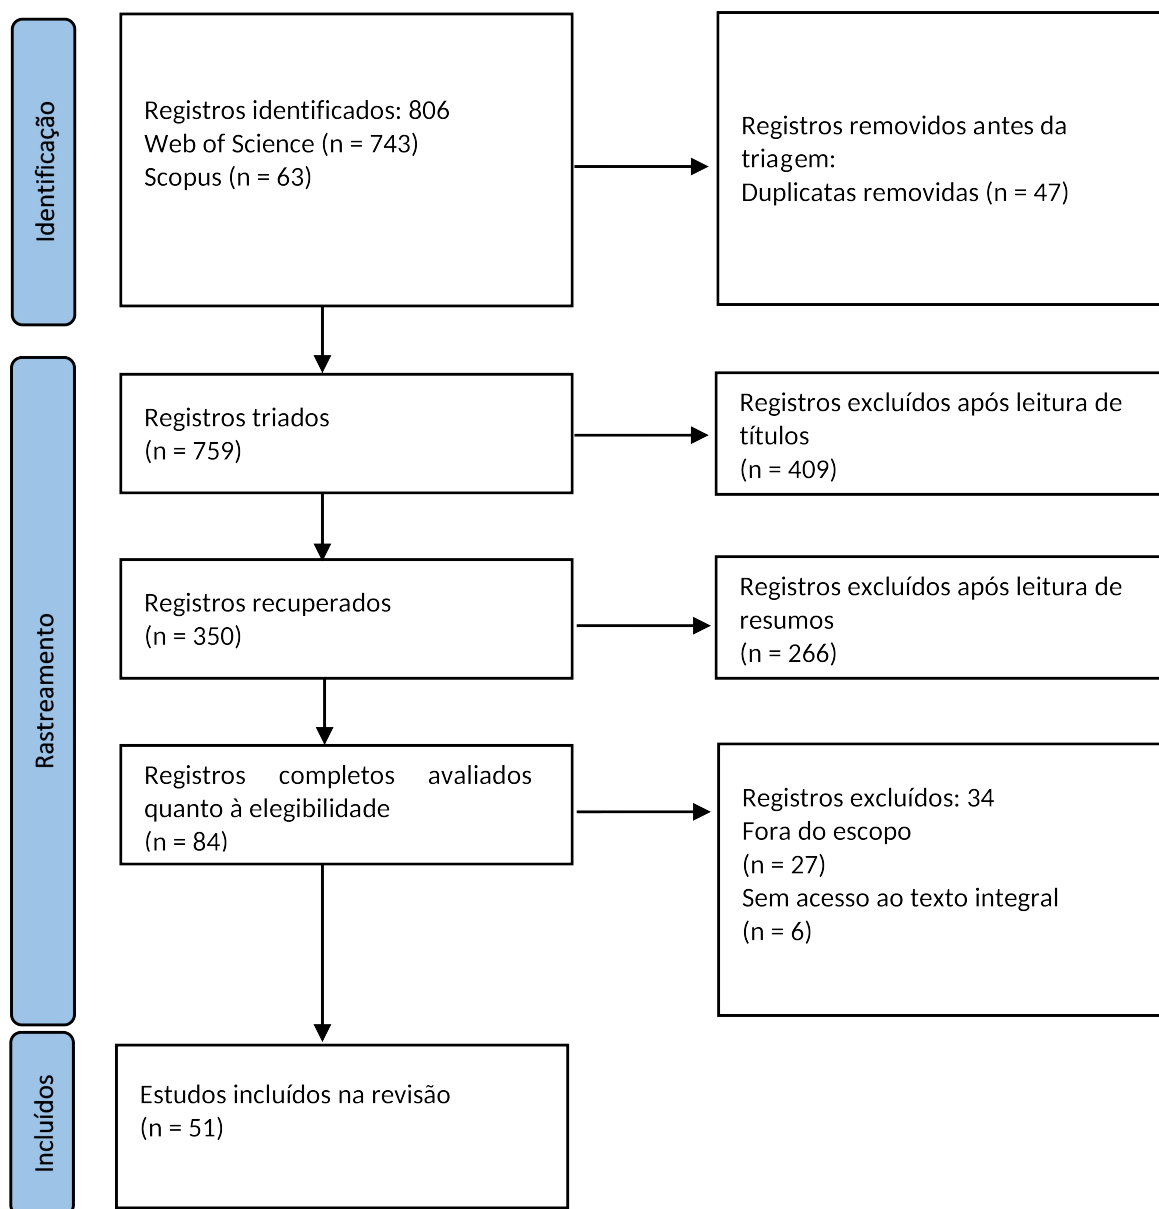 Identificação
Registros identificados: 806
Web of Science (n = 743)
Scopus (n = 63)
Registros removidos antes da
triagem:
Duplicatas removidas (n = 47)
Rastreamento
Registros triados
(n = 759)
Registros excluídos após leitura de
títulos
(n = 409)
Registros recuperados
(n = 350)
Registros excluídos após leitura de
resumos
(n = 266)
Registros completos avaliados
quanto à elegibilidade
(n = 84)
Registros excluídos: 34
Fora do escopo
(n = 27)
Sem acesso ao texto integral
(n = 6)
Incluídos
Estudos incluídos na revisão
(n = 51)